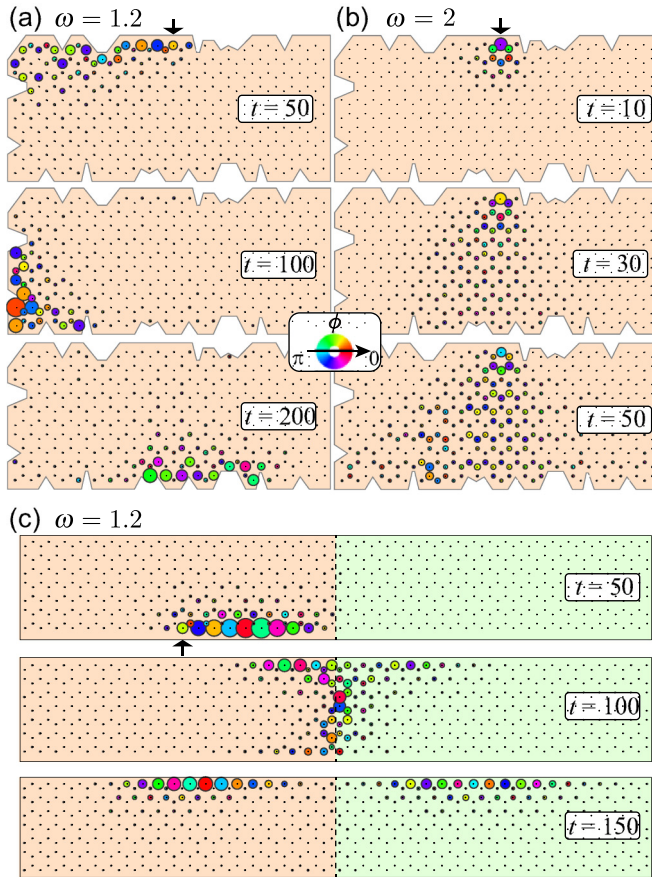 (a) ω = 1.2
t = 50
t = 100
t = 200
(b) ω = 2
t = 10
t = 30
t = 50
ϕ
π 0
(c) ω = 1.2
t = 50
t = 100
t = 150